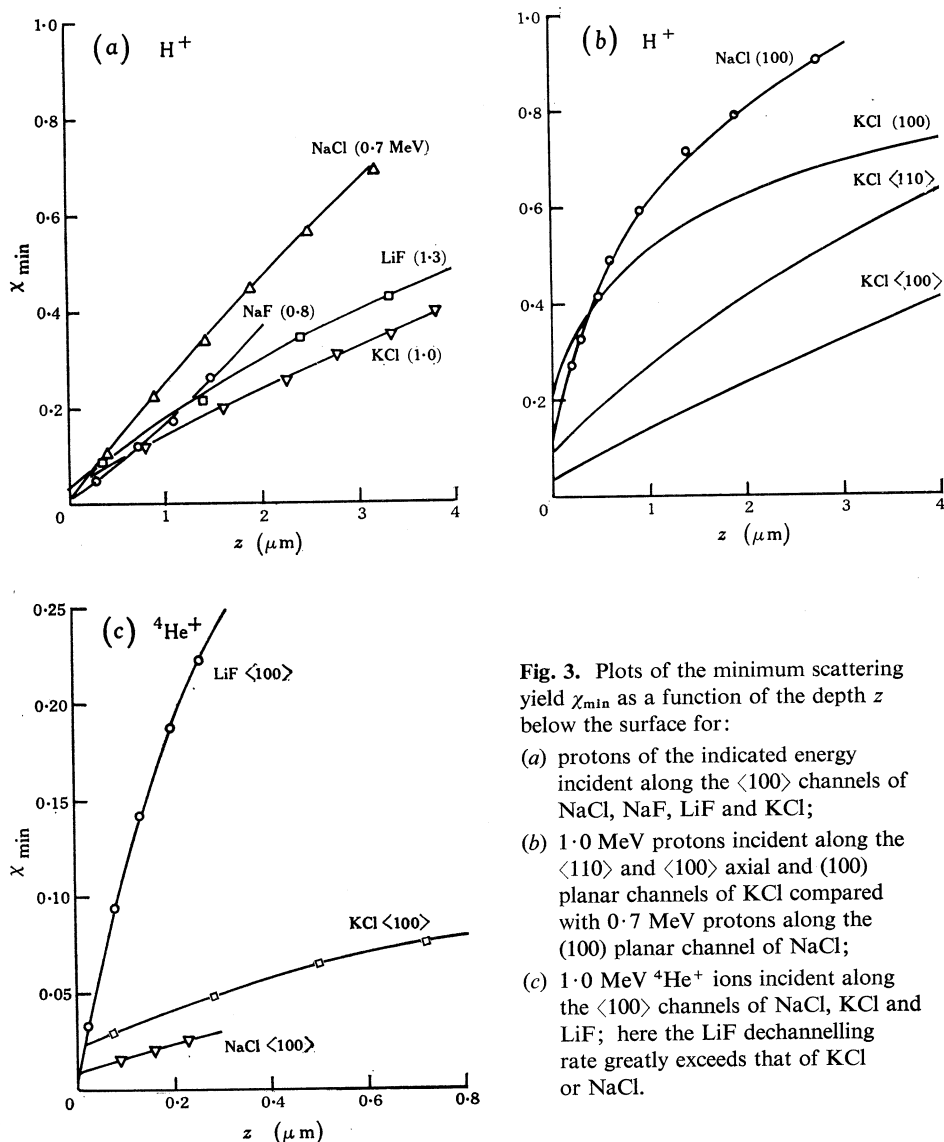 (a) H⁺
1·0
0·8
0·6
0·4
0·2
χ min
NaCl (0·7 MeV)
LiF (1·3)
NaF (0·8)
KCl (1·0)
0 1 2 3 4
z (μm)
(b) H⁺
1·0
0·8
0·6
0·4
0·2
NaCl (100)
KCl (100)
KCl ⟨110⟩
KCl ⟨100⟩
0 1 2 3 4
z (μm)
(c) ⁴He⁺
0·25
0·20
0·15
0·10
0·05
χ min
LiF ⟨100⟩
KCl ⟨100⟩
NaCl ⟨100⟩
0 0·2 0·4 0·6 0·8
z (μm)
Fig. 3. Plots of the minimum scattering
yield χmin as a function of the depth z
below the surface for:
(a) protons of the indicated energy
incident along the ⟨100⟩ channels of
NaCl, NaF, LiF and KCl;
(b) 1·0 MeV protons incident along the
⟨110⟩ and ⟨100⟩ axial and (100)
planar channels of KCl compared
with 0·7 MeV protons along the
(100) planar channel of NaCl;
(c) 1·0 MeV ⁴He⁺ ions incident along
the ⟨100⟩ channels of NaCl, KCl and
LiF; here the LiF dechannelling
rate greatly exceeds that of KCl
or NaCl.